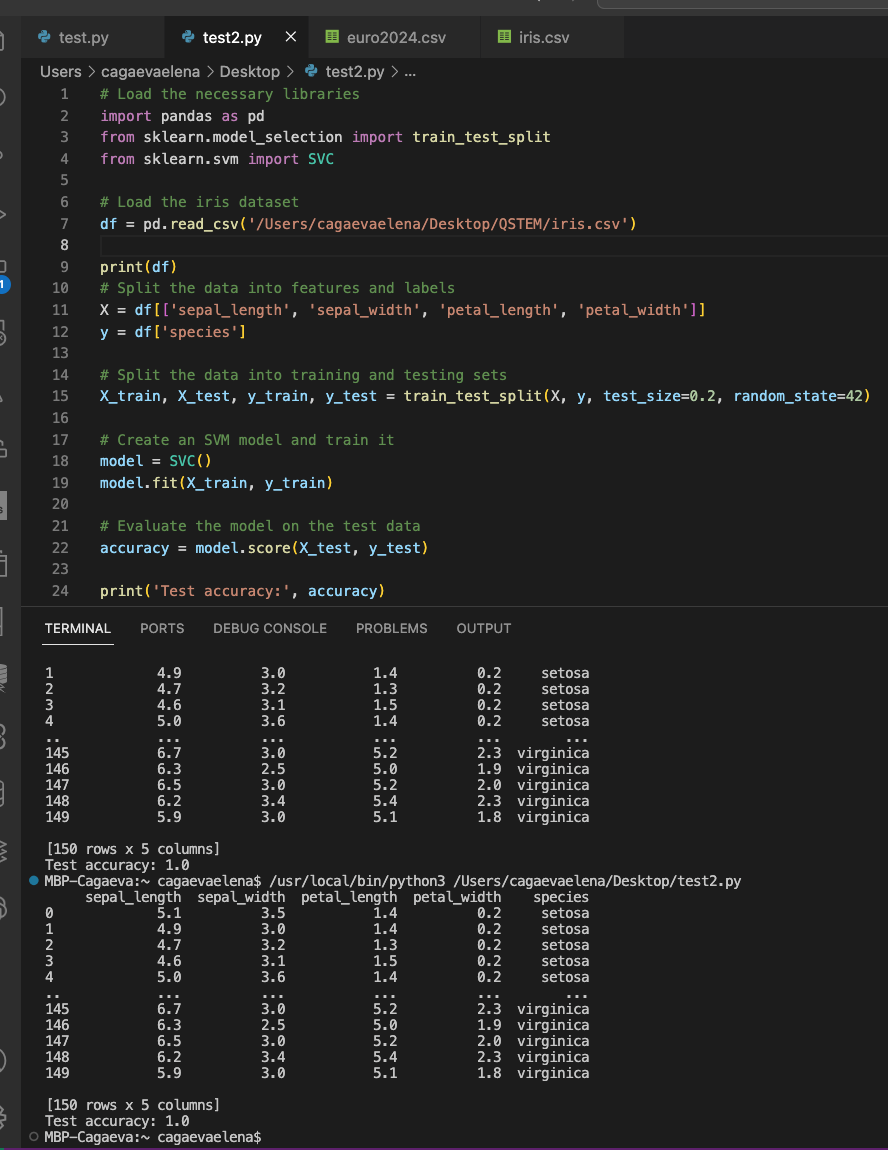 test.py test2.py × euro2024.csv iris.csv
Users > cagaevaelena > Desktop > test2.py > ...
1 # Load the necessary libraries
2 import pandas as pd
3 from sklearn.model_selection import train_test_split
4 from sklearn.svm import SVC
5
6 # Load the iris dataset
7 df = pd.read_csv('/Users/cagaevaelena/Desktop/QSTEM/iris.csv')
8
9 print(df)
10 # Split the data into features and labels
11 X = df[['sepal_length', 'sepal_width', 'petal_length', 'petal_width']]
12 y = df['species']
13
14 # Split the data into training and testing sets
15 X_train, X_test, y_train, y_test = train_test_split(X, y, test_size=0.2, random_state=42)
16
17 # Create an SVM model and train it
18 model = SVC()
19 model.fit(X_train, y_train)
20
21 # Evaluate the model on the test data
22 accuracy = model.score(X_test, y_test)
23
24 print('Test accuracy:', accuracy)
1
TERMINAL PORTS DEBUG CONSOLE PROBLEMS OUTPUT
1 4.9 3.0 1.4 0.2 setosa
2 4.7 3.2 1.3 0.2 setosa
3 4.6 3.1 1.5 0.2 setosa
4 5.0 3.6 1.4 0.2 setosa
.. ... ... ... ... ...
145 6.7 3.0 5.2 2.3 virginica
146 6.3 2.5 5.0 1.9 virginica
147 6.5 3.0 5.2 2.0 virginica
148 6.2 3.4 5.4 2.3 virginica
149 5.9 3.0 5.1 1.8 virginica
[150 rows x 5 columns]
Test accuracy: 1.0
MBP-Cagaeva:~ cagaevaelena$ /usr/local/bin/python3 /Users/cagaevaelena/Desktop/test2.py
sepal_length sepal_width petal_length petal_width species
0 5.1 3.5 1.4 0.2 setosa
1 4.9 3.0 1.4 0.2 setosa
2 4.7 3.2 1.3 0.2 setosa
3 4.6 3.1 1.5 0.2 setosa
4 5.0 3.6 1.4 0.2 setosa
.. ... ... ... ... ...
145 6.7 3.0 5.2 2.3 virginica
146 6.3 2.5 5.0 1.9 virginica
147 6.5 3.0 5.2 2.0 virginica
148 6.2 3.4 5.4 2.3 virginica
149 5.9 3.0 5.1 1.8 virginica
[150 rows x 5 columns]
Test accuracy: 1.0
MBP-Cagaeva:~ cagaevaelena$